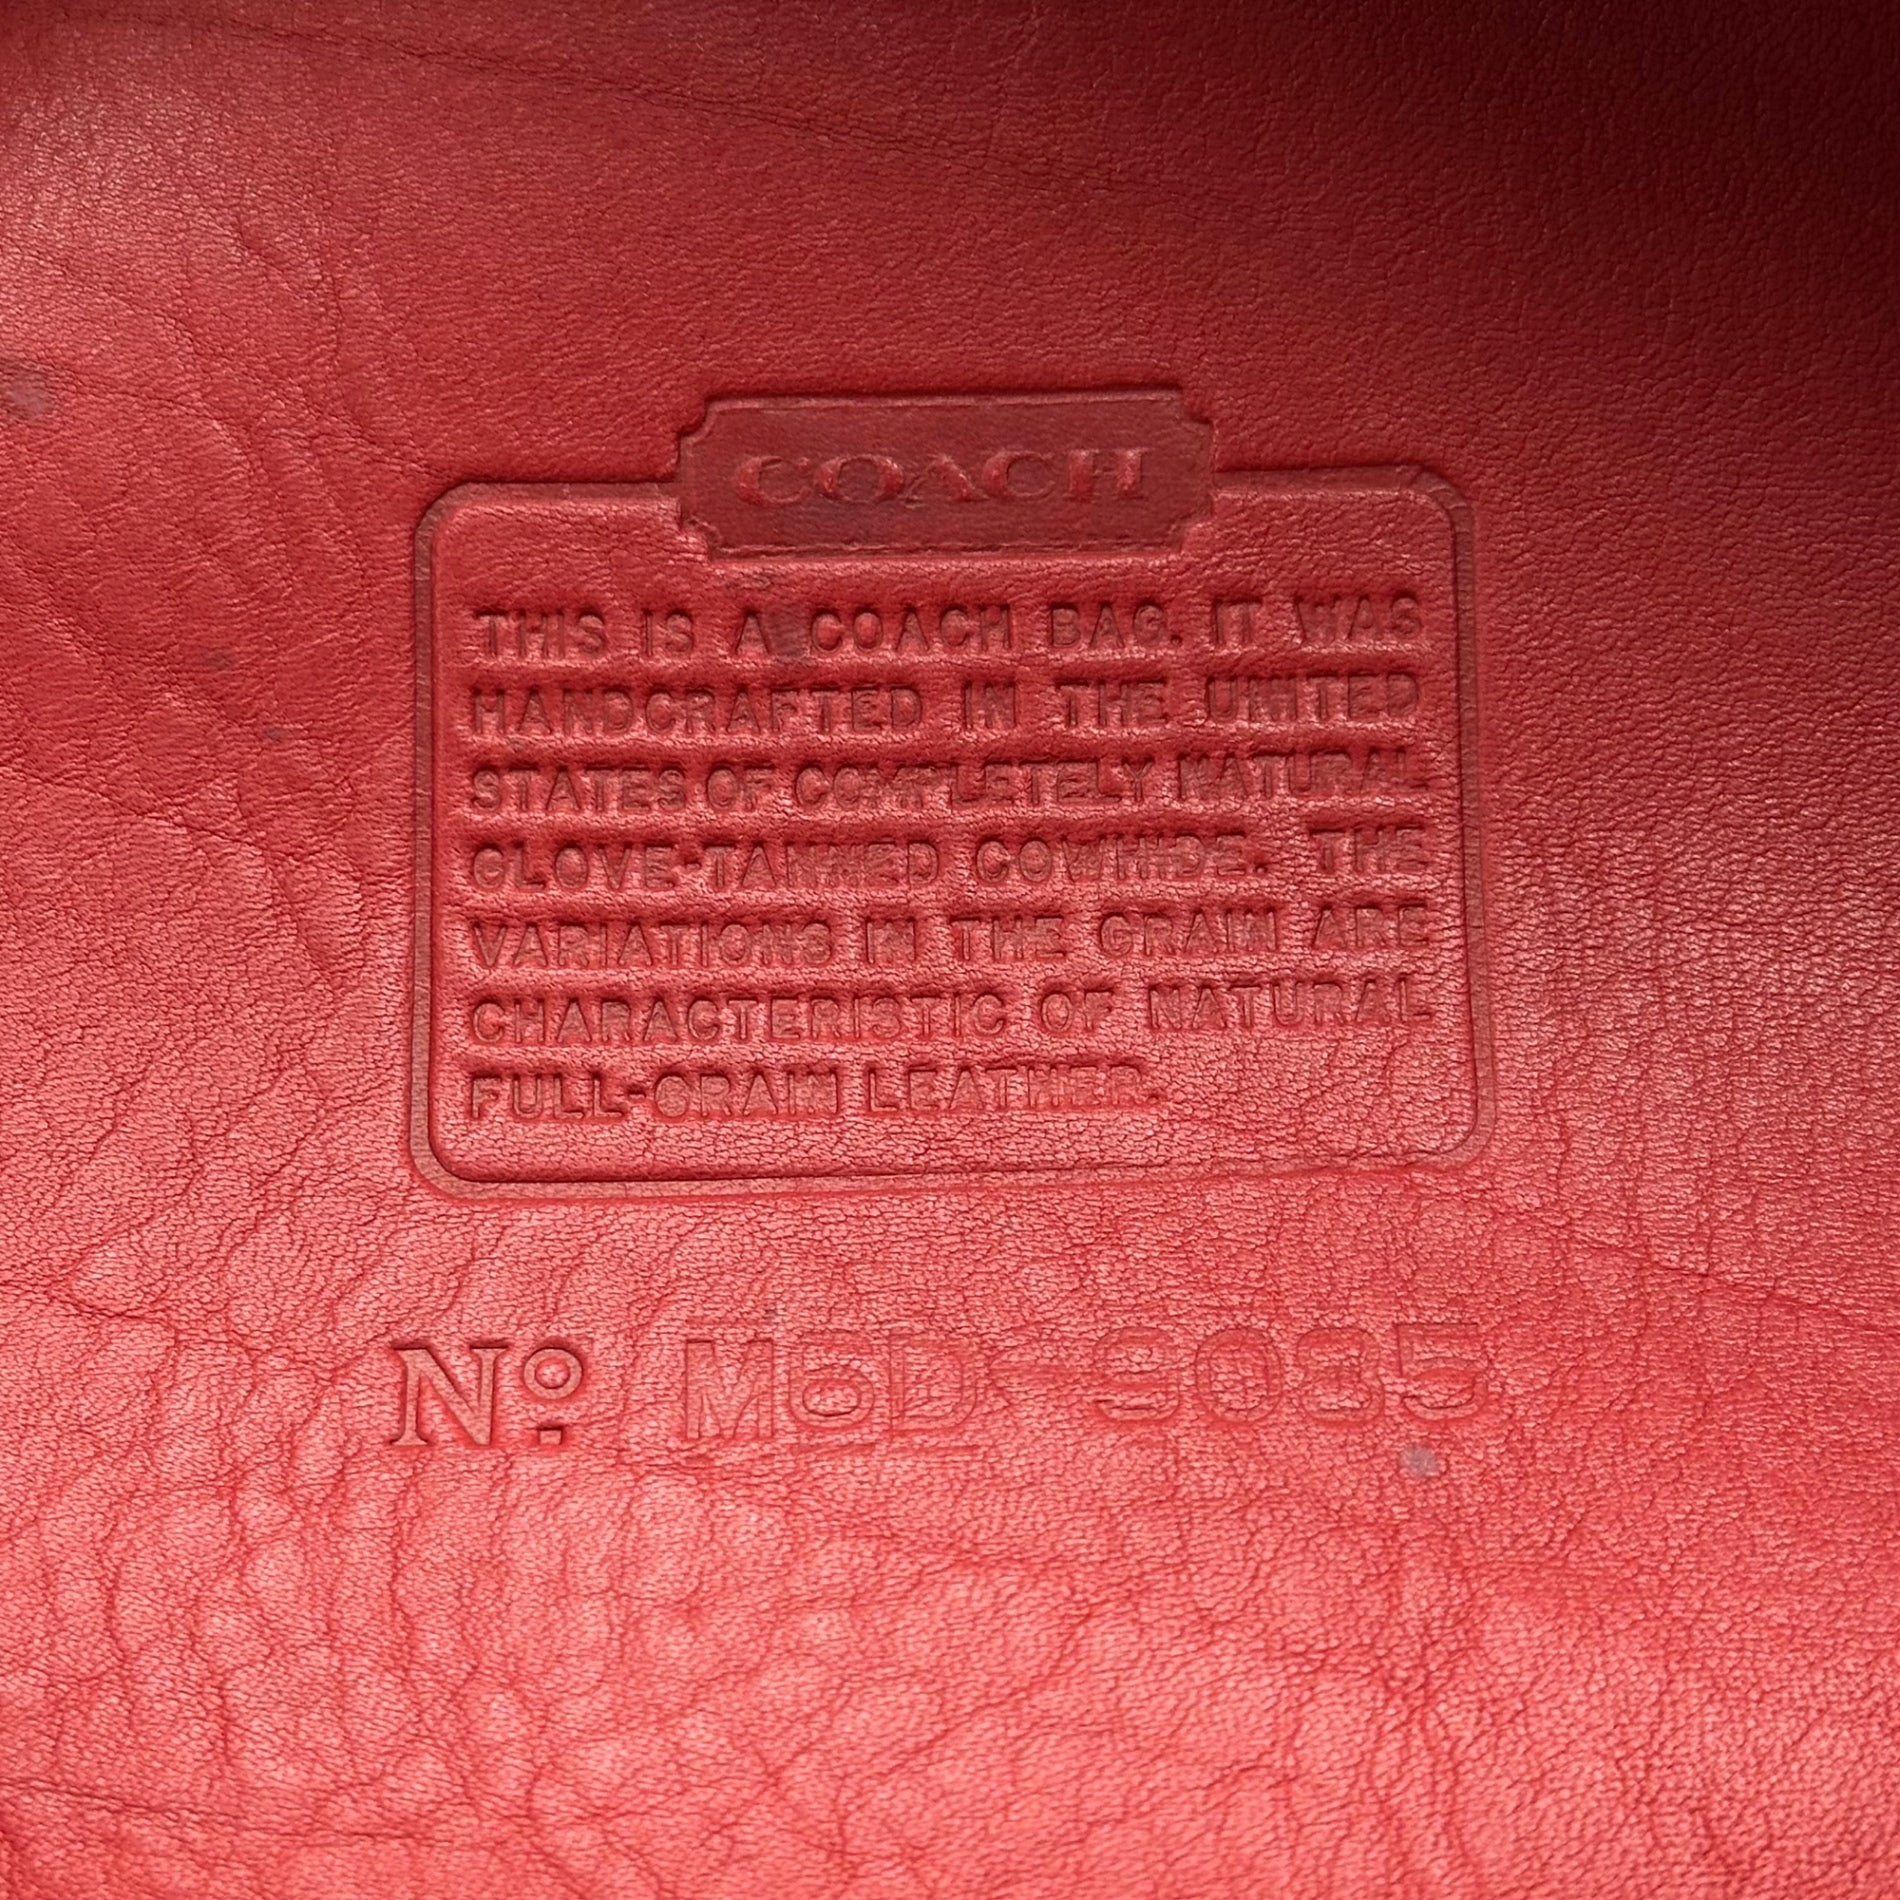 COACH
THIS IS A COACH BAG. IT WAS
HANDCRAFTED IN THE UNITED
STATES OF COMPLETELY NATURAL
GLOVE-TANNED COWHIDE. THE
VARIATIONS IN THE GRAIN ARE
CHARACTERISTIC OF NATURAL
FULL-GRAIN LEATHER.
Nº M6D-9085